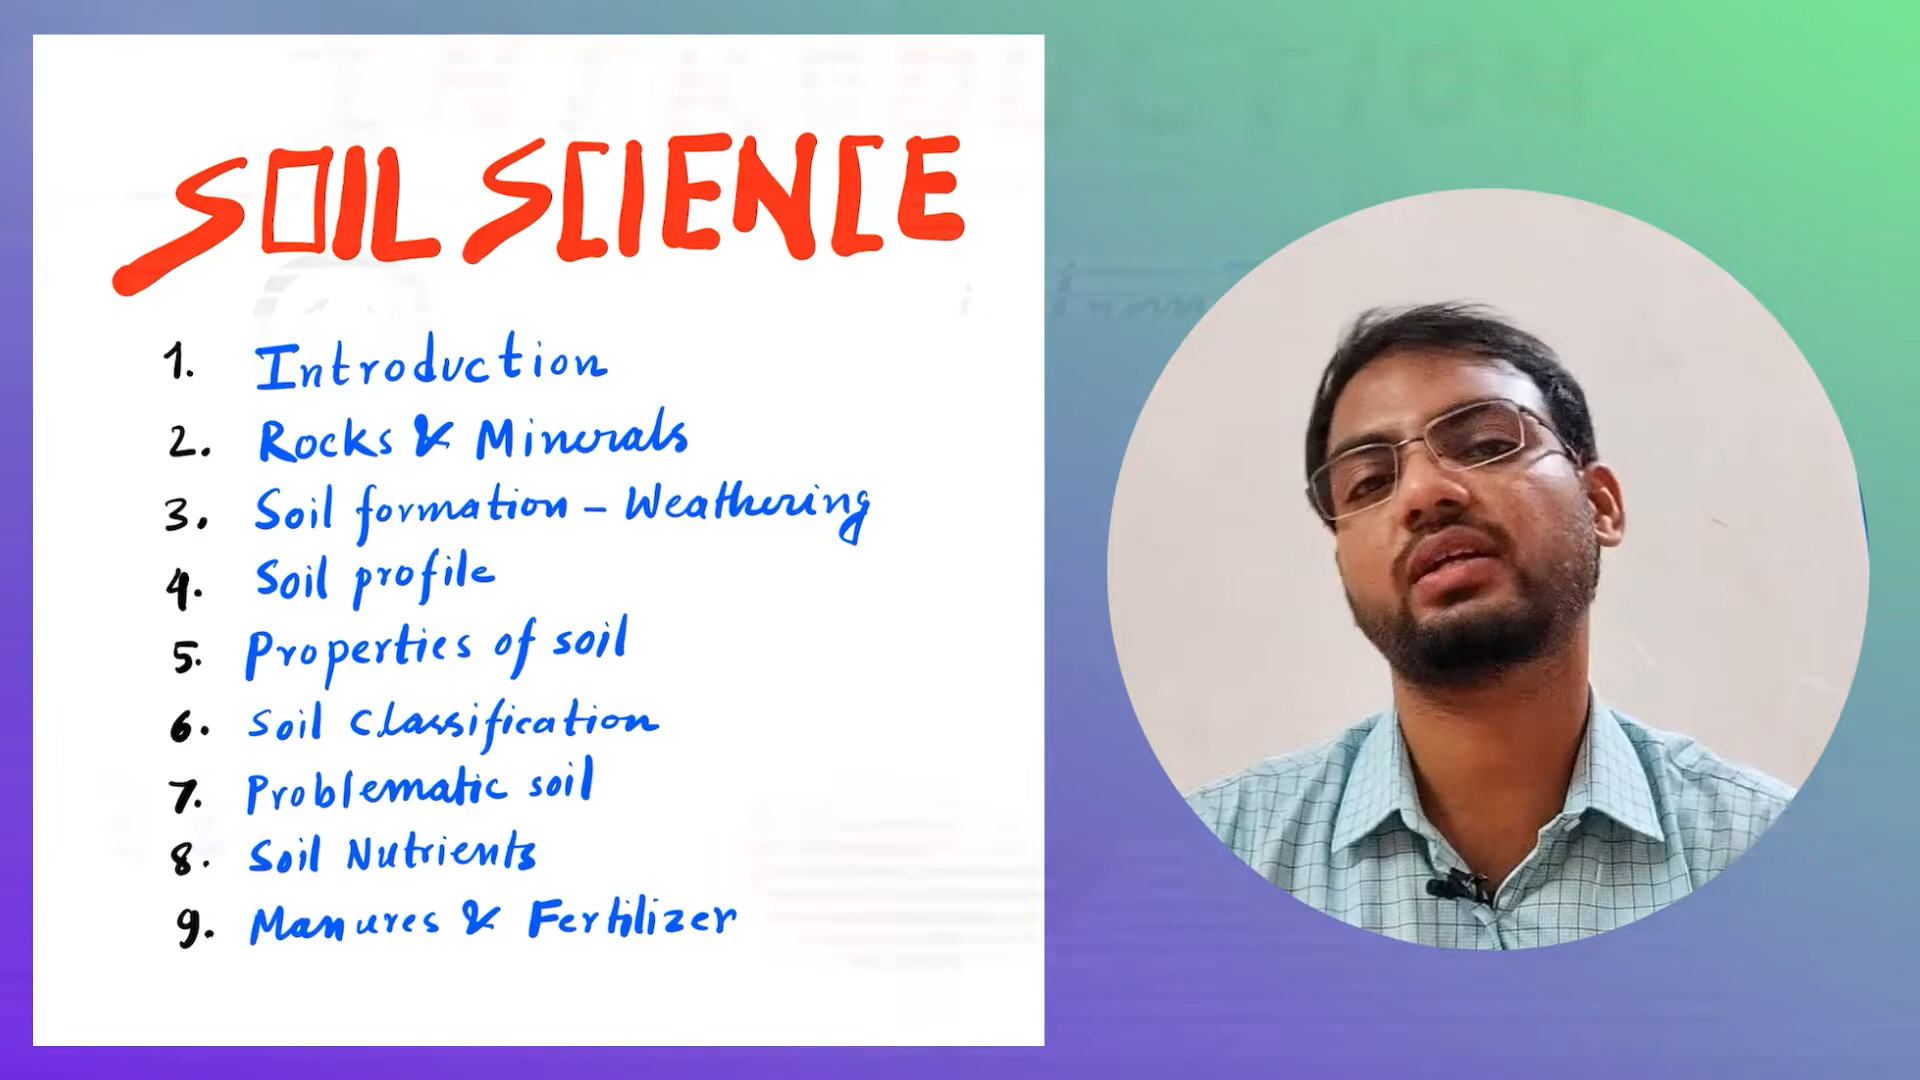 SOIL SCIENCE
1. Introduction
2. Rocks & Minerals
3. Soil formation - Weathering
4. Soil profile
5. Properties of soil
6. Soil Classification
7. Problematic soil
8. Soil Nutrients
9. Manures & Fertilizer
INTRODUCTION